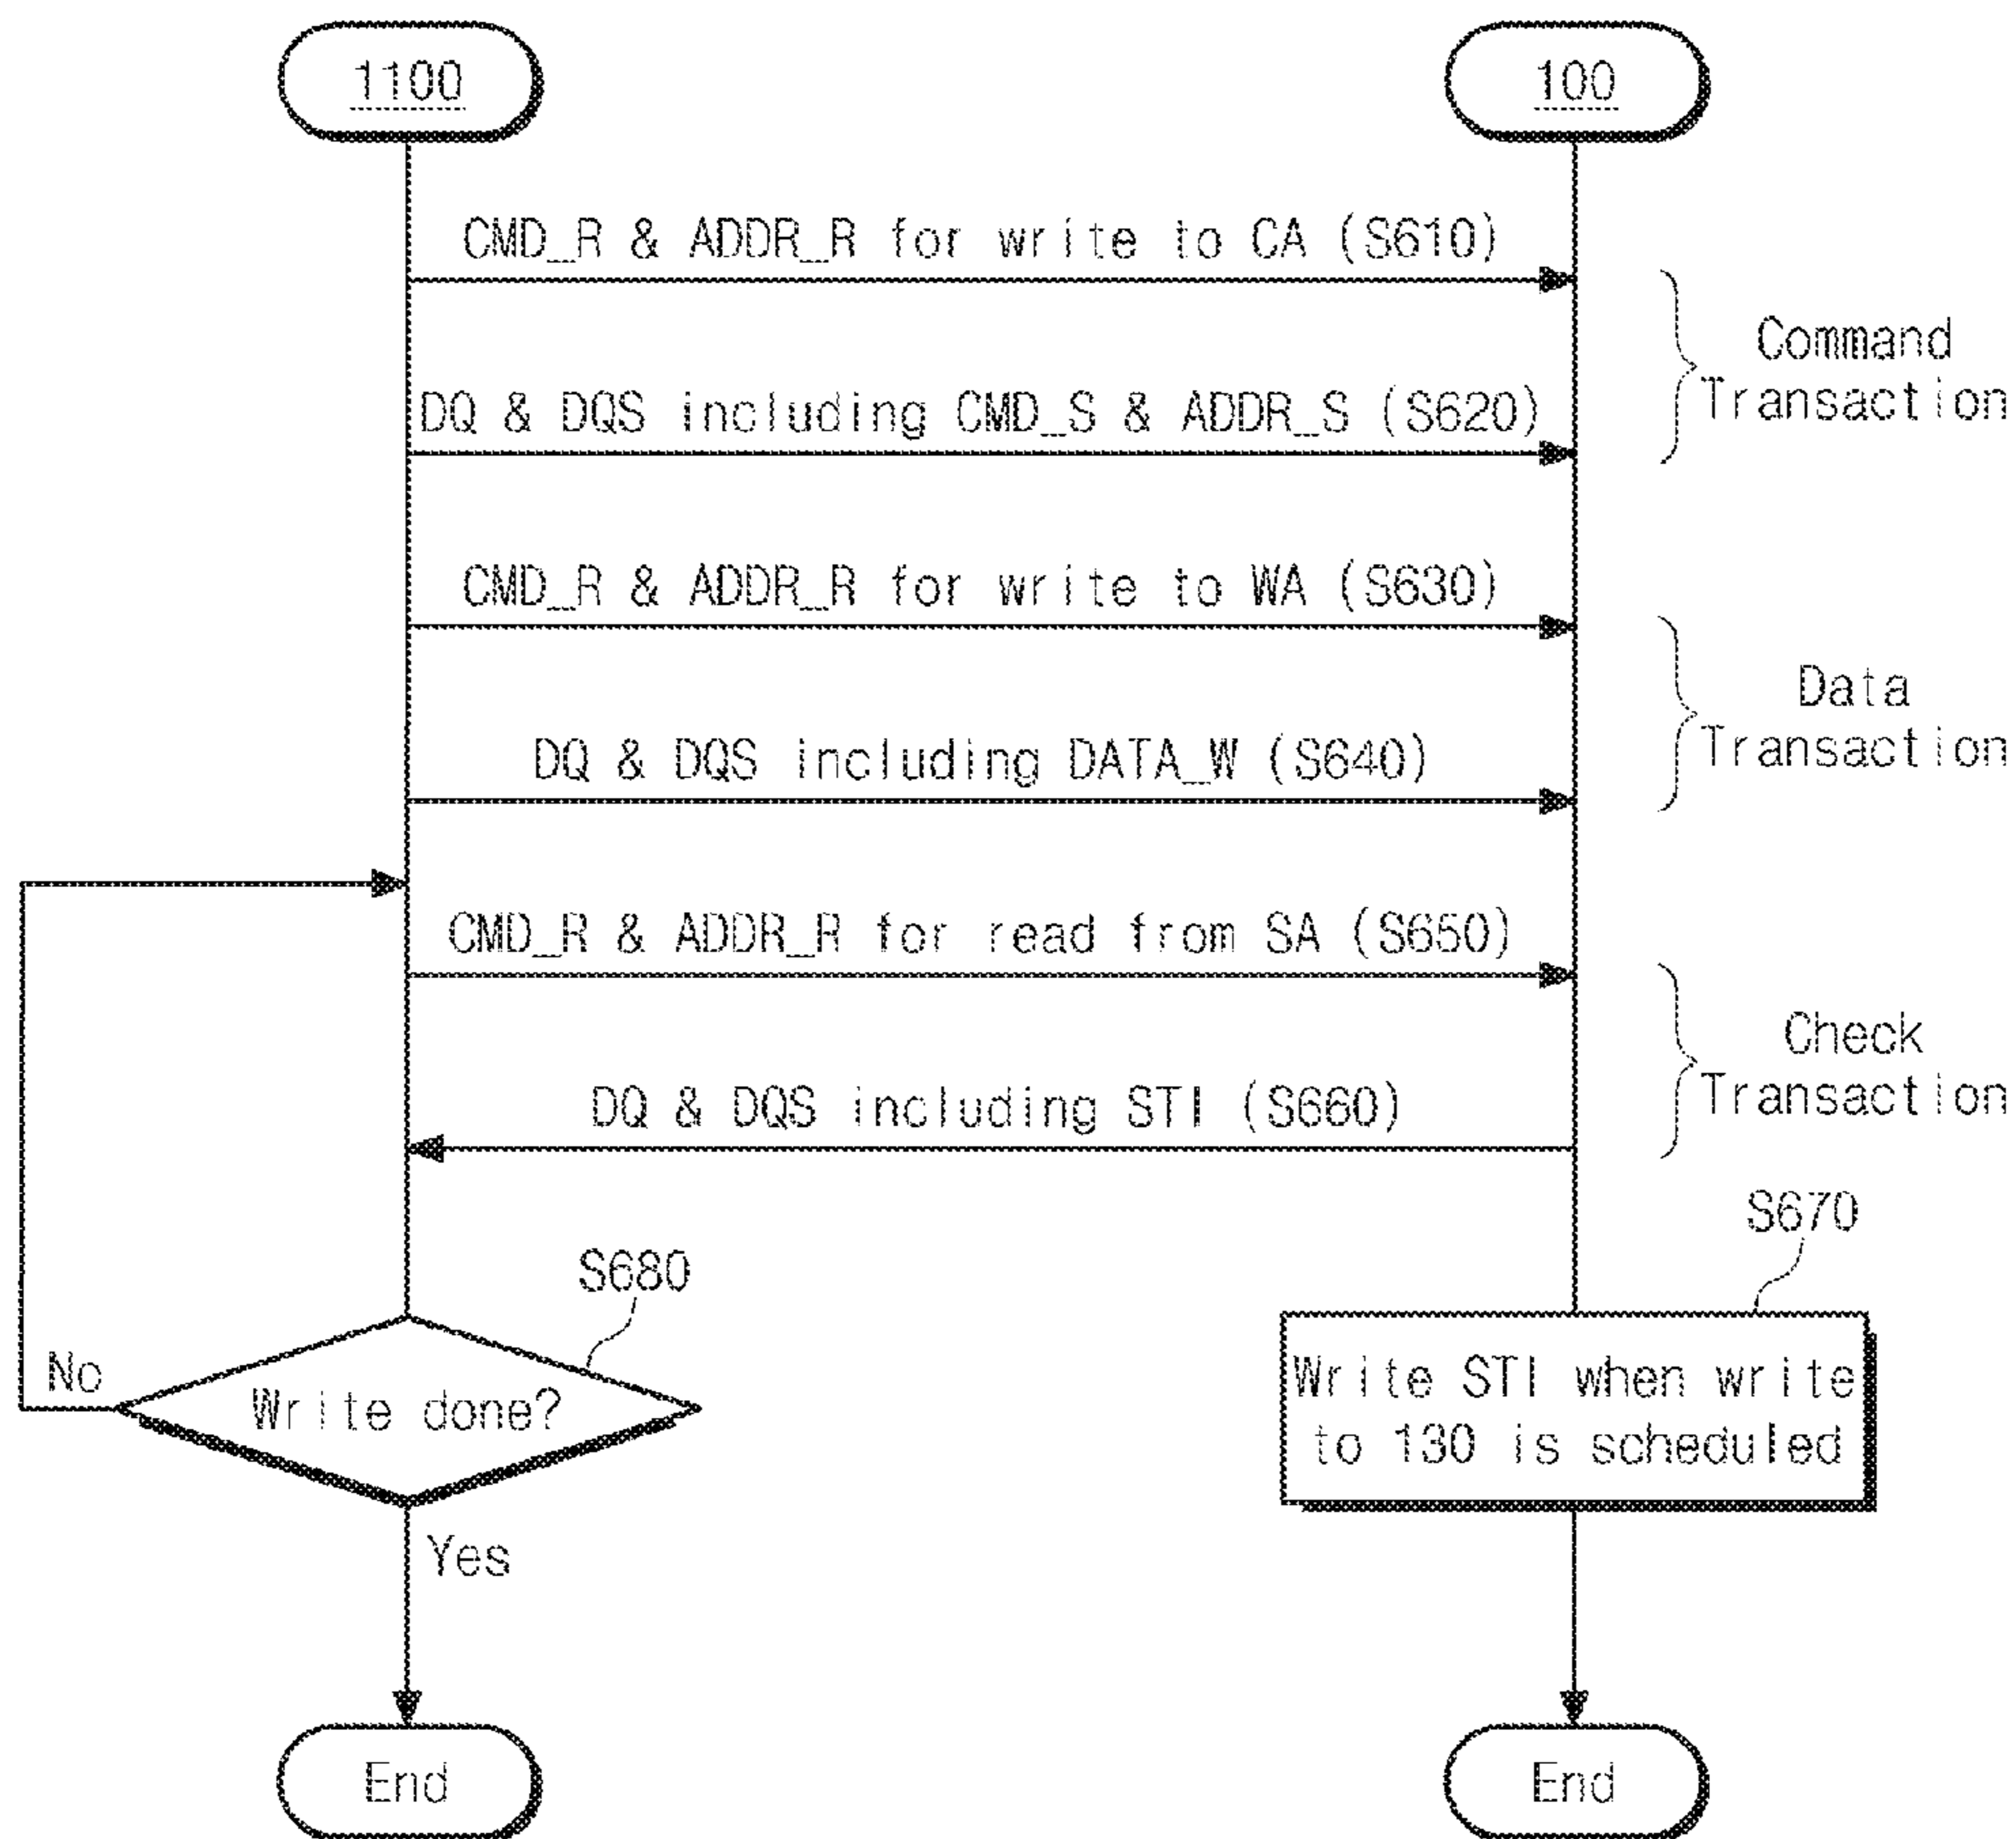 1100
100
CMD_R & ADDR_R for write to CA (S610)
Command
Transaction
DQ & DQS including CMD_S & ADDR_S (S620)
CMD_R & ADDR_R for write to WA (S630)
Data
Transaction
DQ & DQS including DATA_W (S640)
CMD_R & ADDR_R for read from SA (S650)
Check
Transaction
DQ & DQS including STI (S660)
S670
S680
No
Write done?
Write STI when write
to 130 is scheduled
Yes
End
End